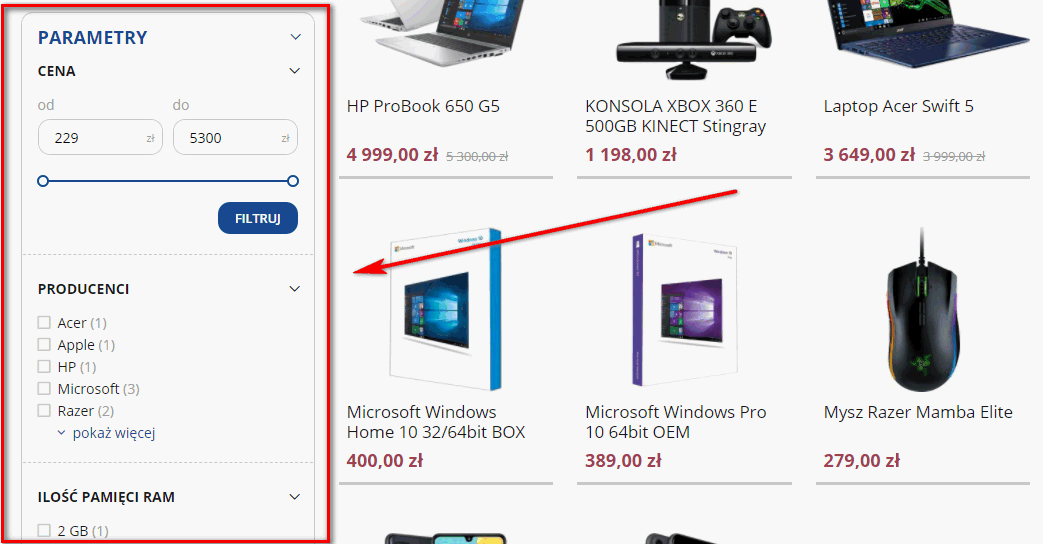 PARAMETRY
CENA
od do
229 zł 5300 zł
FILTRUJ
PRODUCENCI
Acer (1)
Apple (1)
HP (1)
Microsoft (3)
Razer (2)
pokaż więcej
ILOŚĆ PAMIĘCI RAM
2 GB (1)
HP ProBook 650 G5
4 999,00 zł 5 300,00 zł
KONSOLA XBOX 360 E
500GB KINECT Stingray
1 198,00 zł
Laptop Acer Swift 5
3 649,00 zł 3 999,00 zł
Microsoft Windows
Home 10 32/64bit BOX
400,00 zł
Microsoft Windows Pro
10 64bit OEM
389,00 zł
Mysz Razer Mamba Elite
279,00 zł